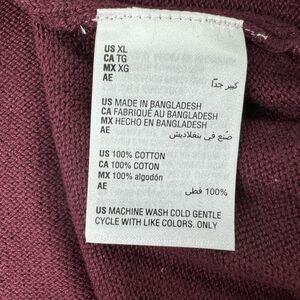 US XL
CA TG
MX XG
AE كبير جدًا
US MADE IN BANGLADESH
CA FABRIQUÉ AU BANGLADESH
MX HECHO EN BANGLADESH
AE صُنع في بنغلاديش
US 100% COTTON
CA 100% COTON
MX 100% algodón
AE 100% قطن
US MACHINE WASH COLD GENTLE
CYCLE WITH LIKE COLORS. ONLY